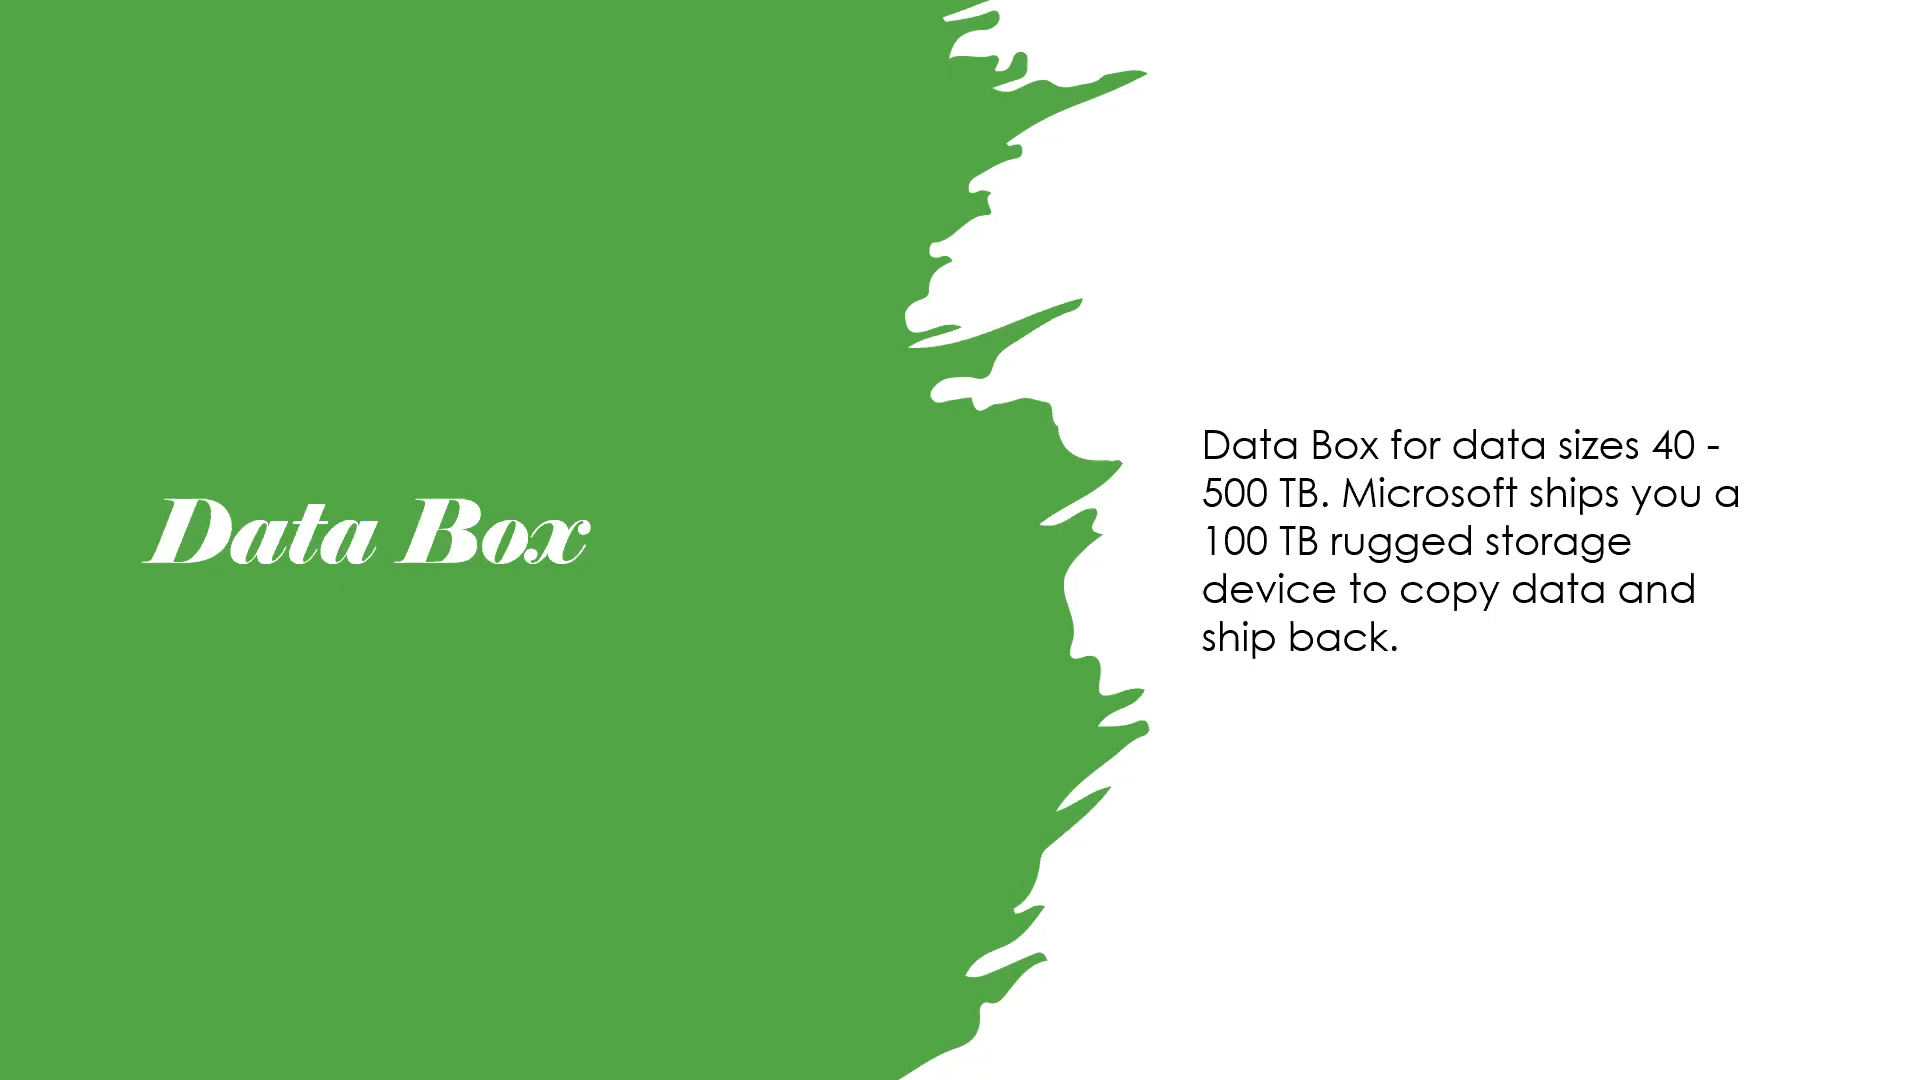 Data Box
Data Box for data sizes 40 -
500 TB. Microsoft ships you a
100 TB rugged storage
device to copy data and
ship back.